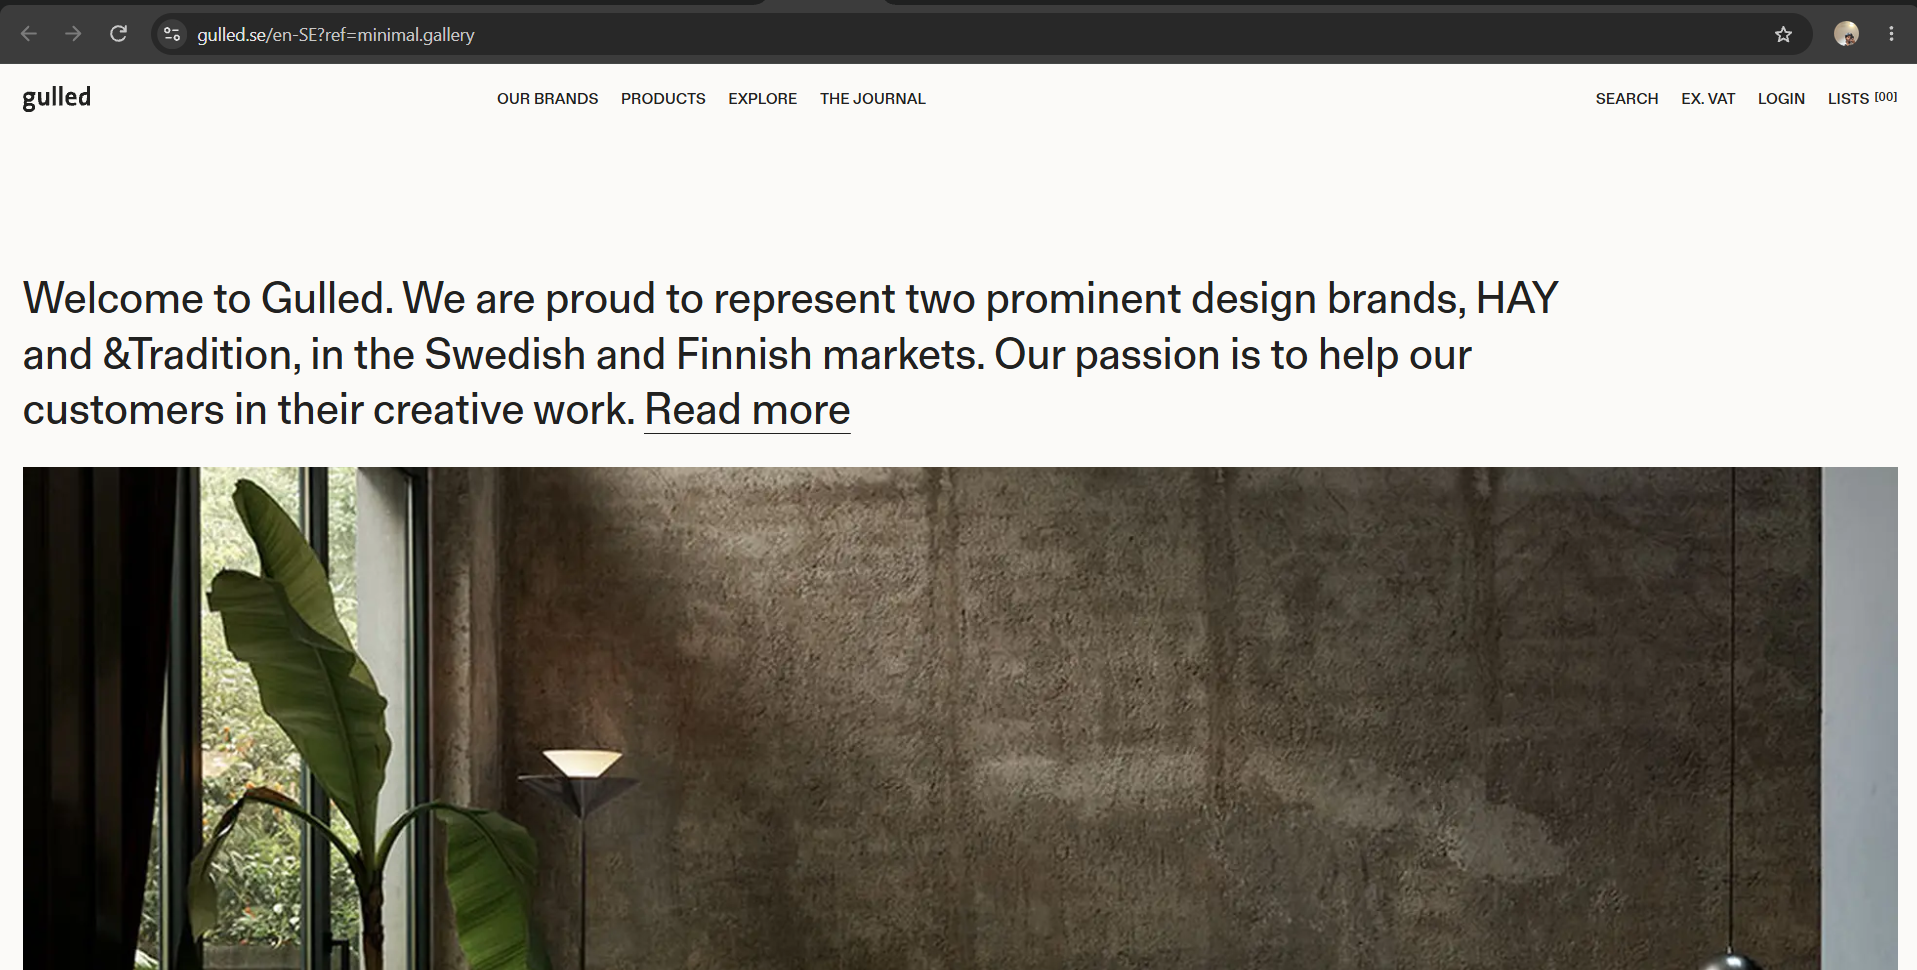 gulled.se/en-SE?ref=minimal.gallery
gulled
OUR BRANDS PRODUCTS EXPLORE THE JOURNAL
SEARCH EX. VAT LOGIN LISTS [00]
Welcome to Gulled. We are proud to represent two prominent design brands, HAY
and &Tradition, in the Swedish and Finnish markets. Our passion is to help our
customers in their creative work. Read more